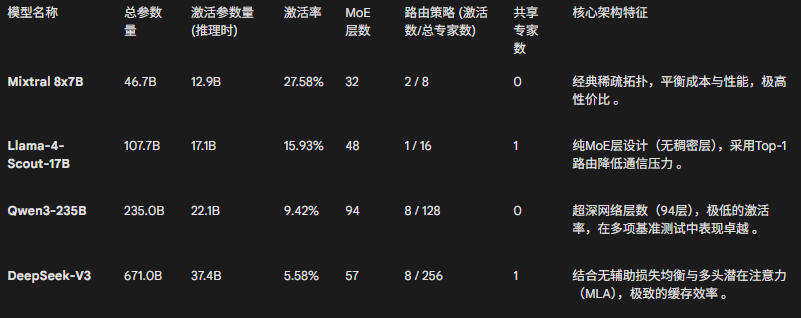 模型名称 总参数 激活参数量 激活率 MoE 路由策略 (激活 共享 核心架构特征
量 (推理时) 层数 数/总专家数) 专家
数
Mixtral 8x7B 46.7B 12.9B 27.58% 32 2 / 8 0 经典稀疏拓扑，平衡成本与性能，极高
性价比 。
Llama-4- 107.7B 17.1B 15.93% 48 1 / 16 1 纯MoE层设计（无稠密层），采用Top-1
Scout-17B 路由降低通信压力 。
Qwen3-235B 235.0B 22.1B 9.42% 94 8 / 128 0 超深网络层数（94层），极低的激活
率，在多项基准测试中表现卓越 。
DeepSeek-V3 671.0B 37.4B 5.58% 57 8 / 256 1 结合无辅助损失均衡与多头潜在注意力
（MLA），极致的缓存效率 。